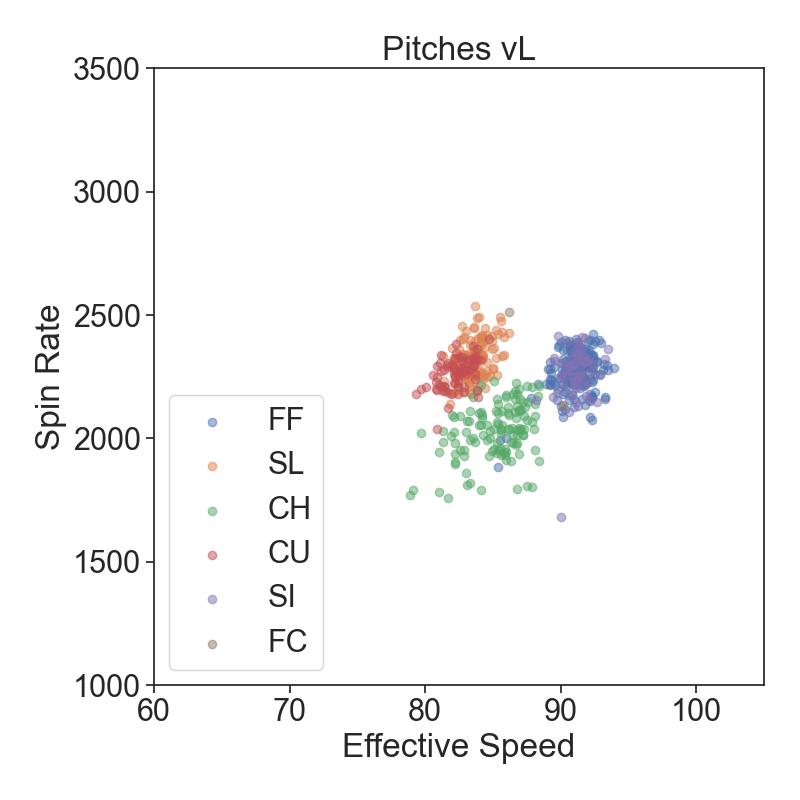 Pitches vL
3500
3000
2500
2000
1500
1000
Spin Rate
FF
SL
CH
CU
SI
FC
60 70 80 90 100
Effective Speed